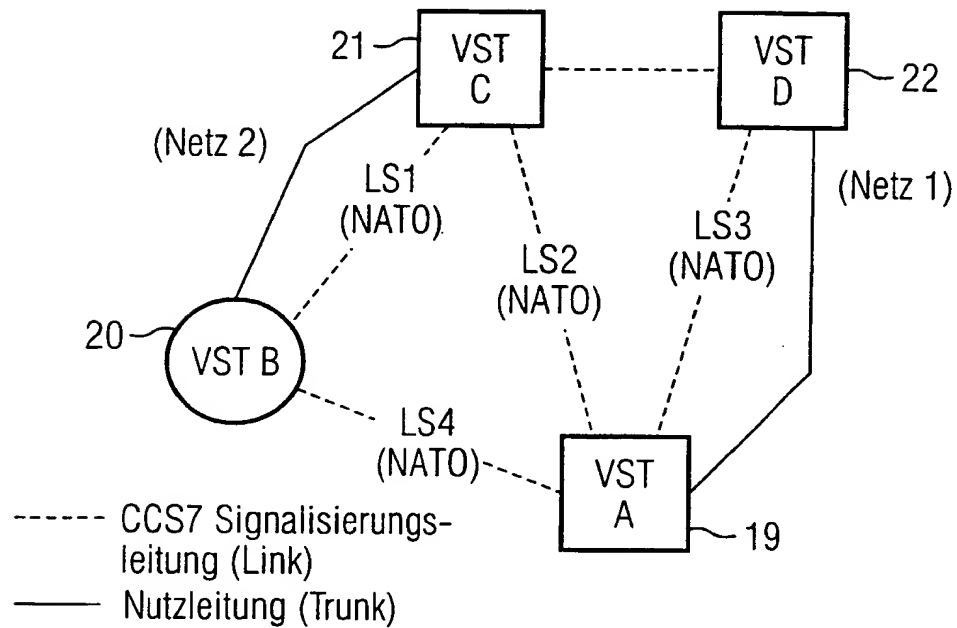 21
VST
C
VST
D
22
(Netz 2)
LS1
(NATO)
(Netz 1)
LS2
(NATO)
LS3
(NATO)
20
VST B
LS4
(NATO)
VST
A
19
CCS7 Signalisierungs-
leitung (Link)
Nutzleitung (Trunk)